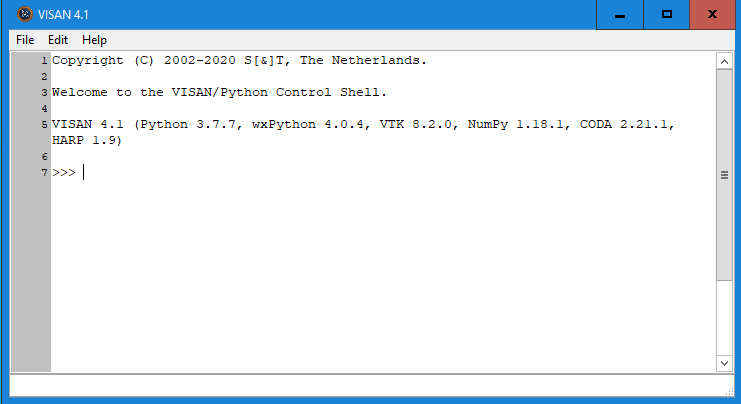 VISAN 4.1
File Edit Help
1 Copyright (C) 2002-2020 S[&]T, The Netherlands.
2
3 Welcome to the VISAN/Python Control Shell.
4
5 VISAN 4.1 (Python 3.7.7, wxPython 4.0.4, VTK 8.2.0, NumPy 1.18.1, CODA 2.21.1,
HARP 1.9)
6
7 >>>